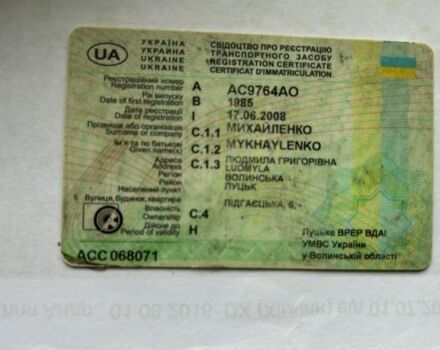 UA
УКРАЇНА
УКРАИНА
UKRAINE
UKRAINE
СВІДОЦТВО ПРО РЕЄСТРАЦІЮ
ТРАНСПОРТНОГО ЗАСОБУ
REGISTRATION CERTIFICATE
CERTIFICAT D'IMMATRICULATION
Реєстраційний номер
Registration number A AC9764AO
Рік випуску B 1985
Date of first registration
Дата реєстрації I 17.06.2008
Прізвище або організація
Surname or company C.1.1 МИХАЙЛЕНКО
Ім'я та по батькові
Given name(s) C.1.2 MYKHAYLENKO
Адреса C.1.3 ЛЮДМИЛА ГРИГОРІВНА
Address LUDMYLA
Регіон ВОЛИНСЬКА
Район
Населений пункт ЛУЦЬК
Вулиця, будинок, квартира ПІДГАЄЦЬКА, 6,
Власність
Ownership C.4
Дійсне до
Period of validity H
Луцьке ВРЕР ВДАІ
УМВС України
у Волинській області
ACC 068071